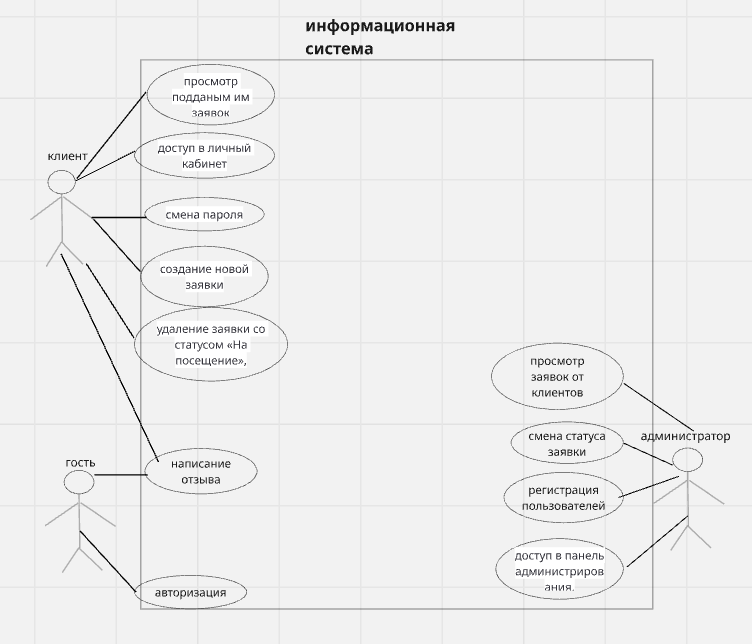 информационная
система
просмотр
подданым им
заявок
доступ в личный
кабинет
клиент
смена пароля
создание новой
заявки
удаление заявки со
статусом «На
посещение»,
просмотр
заявок от
клиентов
смена статуса
заявки
администратор
гость
написание
отзыва
регистрация
пользователей
доступ в панель
администриров
ания.
авторизация